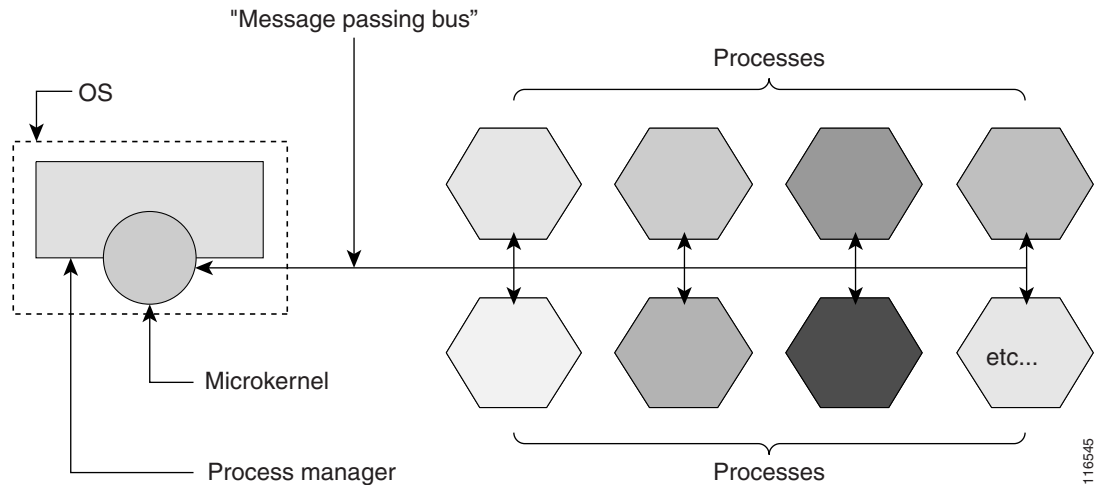 "Message passing bus”
Processes
OS
etc...
Microkernel
Process manager
Processes
116545